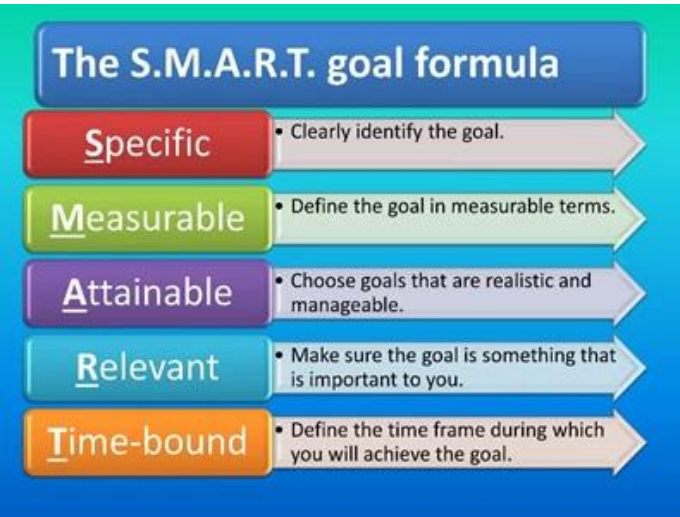 The S.M.A.R.T. goal formula
Specific
• Clearly identify the goal.
Measurable
• Define the goal in measurable terms.
Attainable
• Choose goals that are realistic and
manageable.
Relevant
• Make sure the goal is something that
is important to you.
Time-bound
• Define the time frame during which
you will achieve the goal.